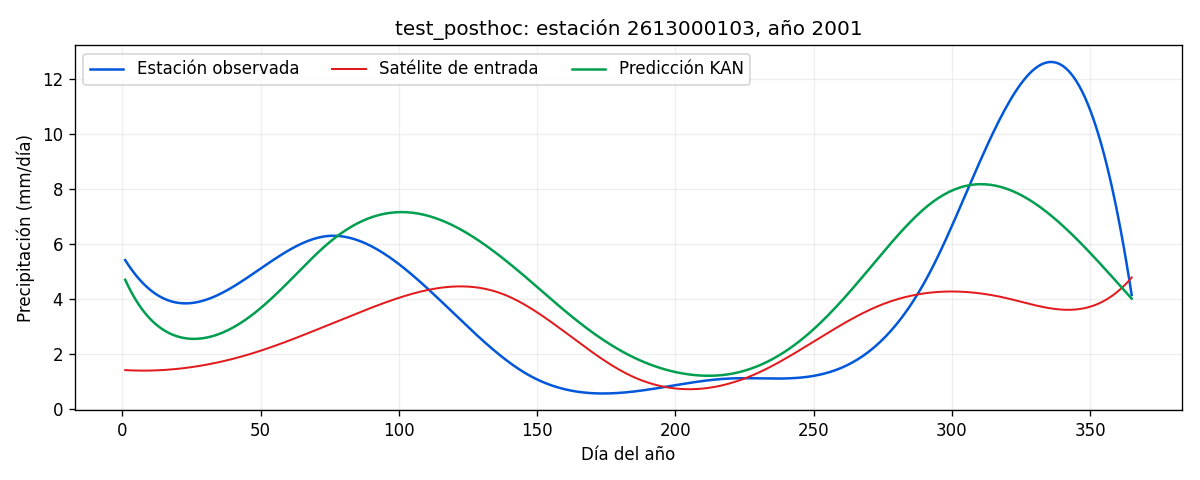 test_posthoc: estación 2613000103, año 2001
Estación observada
Satélite de entrada
Predicción KAN
Precipitación (mm/día)
12
10
8
6
4
2
0
0
50
100
150
200
250
300
350
Día del año